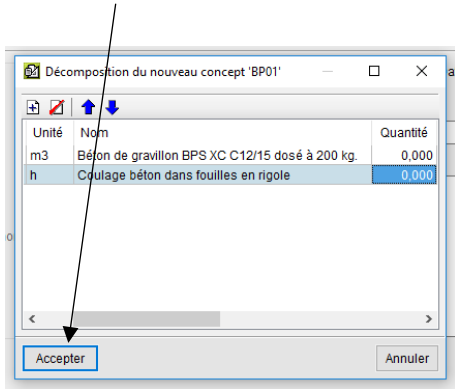 Décomposition du nouveau concept 'BP01'
Unité Nom Quantité
m3 Béton de gravillon BPS XC C12/15 dosé à 200 kg. 0,000
h Coulage béton dans fouilles en rigole 0,000
Accepter Annuler